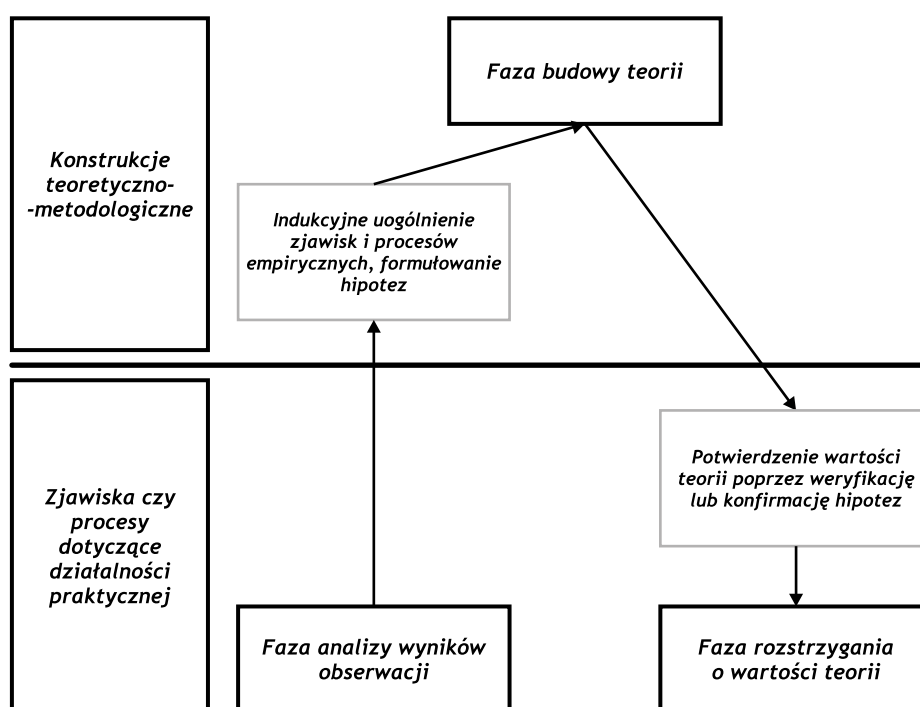 Faza budowy teorii
Konstrukcje
teoretyczno-
-metodologiczne
Indukcyjne uogólnienie
zjawisk i procesów
empirycznych, formułowanie
hipotez
Zjawiska czy
procesy
dotyczące
działalności
praktycznej
Potwierdzenie wartości
teorii poprzez weryfikację
lub konfirmację hipotez
Faza analizy wyników
obserwacji
Faza rozstrzygania
o wartości teorii